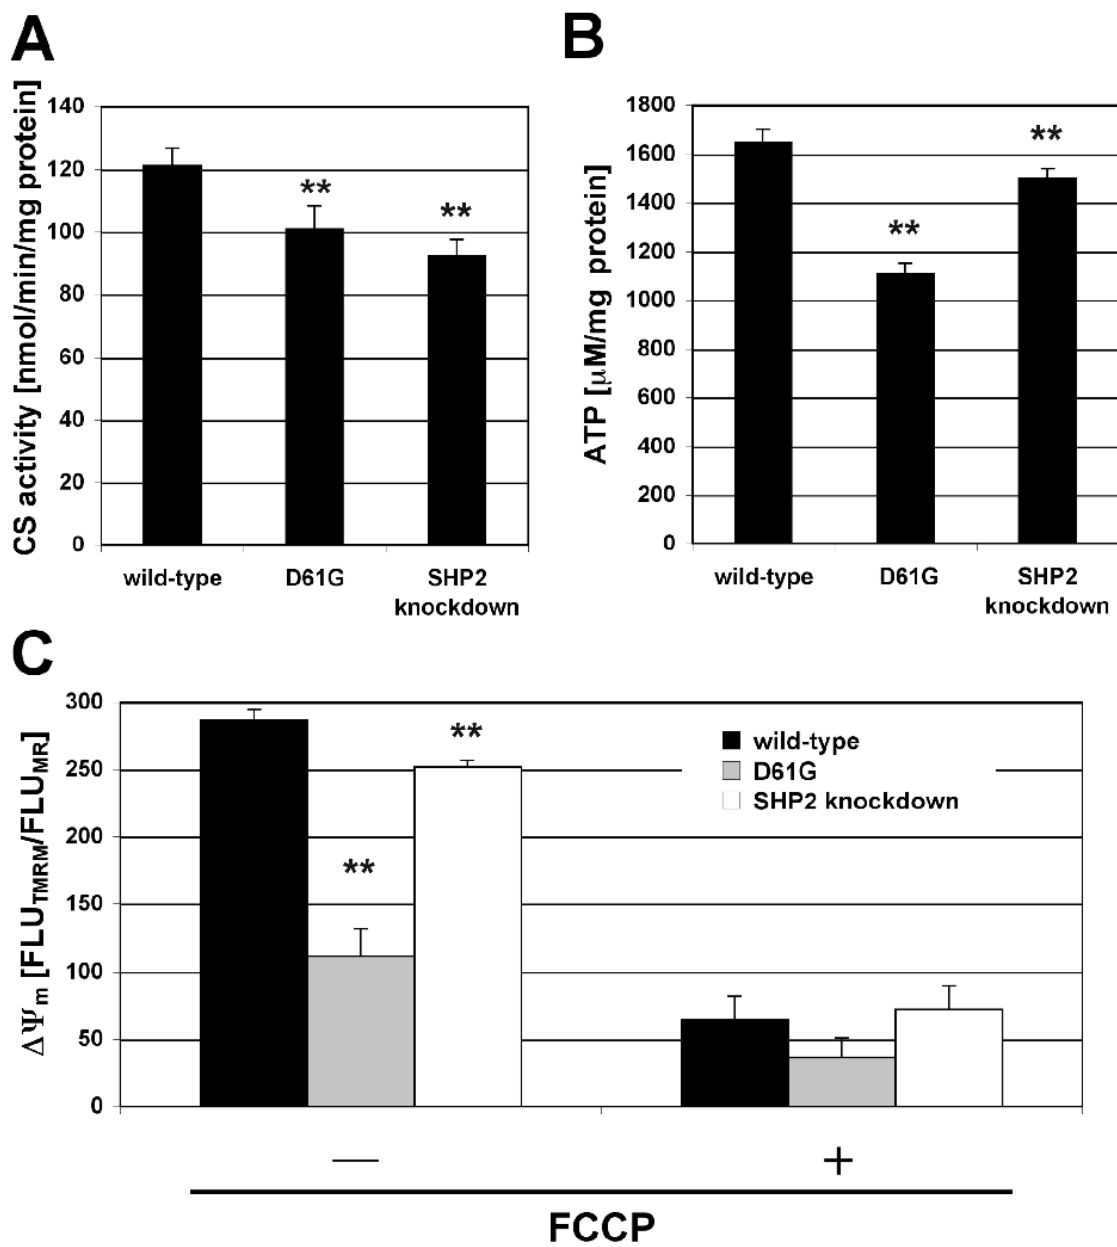 A
CS activity [nmol/min/mg protein]
140
120
100
80
60
40
20
0
**
**
wild-type
D61G
SHP2
knockdown
B
ATP [μM/mg protein]
1800
1600
1400
1200
1000
800
600
400
200
0
**
**
wild-type
D61G
SHP2
knockdown
C
ΔΨm [FLUTMRM/FLUMR]
300
250
200
150
100
50
0
**
**
wild-type
D61G
SHP2 knockdown
—
+
FCCP